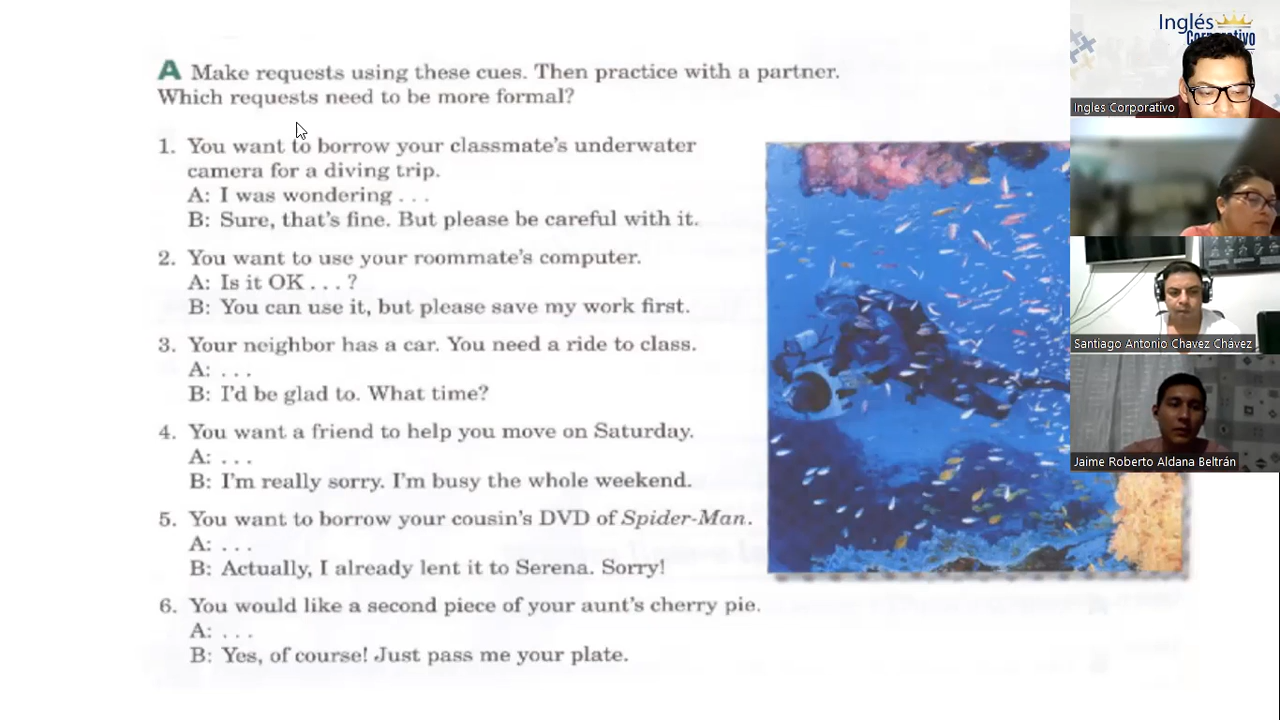 A Make requests using these cues. Then practice with a partner.
Which requests need to be more formal?
1. You want to borrow your classmate's underwater
camera for a diving trip.
A: I was wondering . . .
B: Sure, that's fine. But please be careful with it.
2. You want to use your roommate's computer.
A: Is it OK . . . ?
B: You can use it, but please save my work first.
3. Your neighbor has a car. You need a ride to class.
A: . . .
B: I'd be glad to. What time?
4. You want a friend to help you move on Saturday.
A: . . .
B: I'm really sorry. I'm busy the whole weekend.
5. You want to borrow your cousin's DVD of Spider-Man.
A: . . .
B: Actually, I already lent it to Serena. Sorry!
6. You would like a second piece of your aunt's cherry pie.
A: . . .
B: Yes, of course! Just pass me your plate.
Inglés
Corporativo
Ingles Corporativo
Santiago Antonio Chavez Chávez
Jaime Roberto Aldana Beltrán